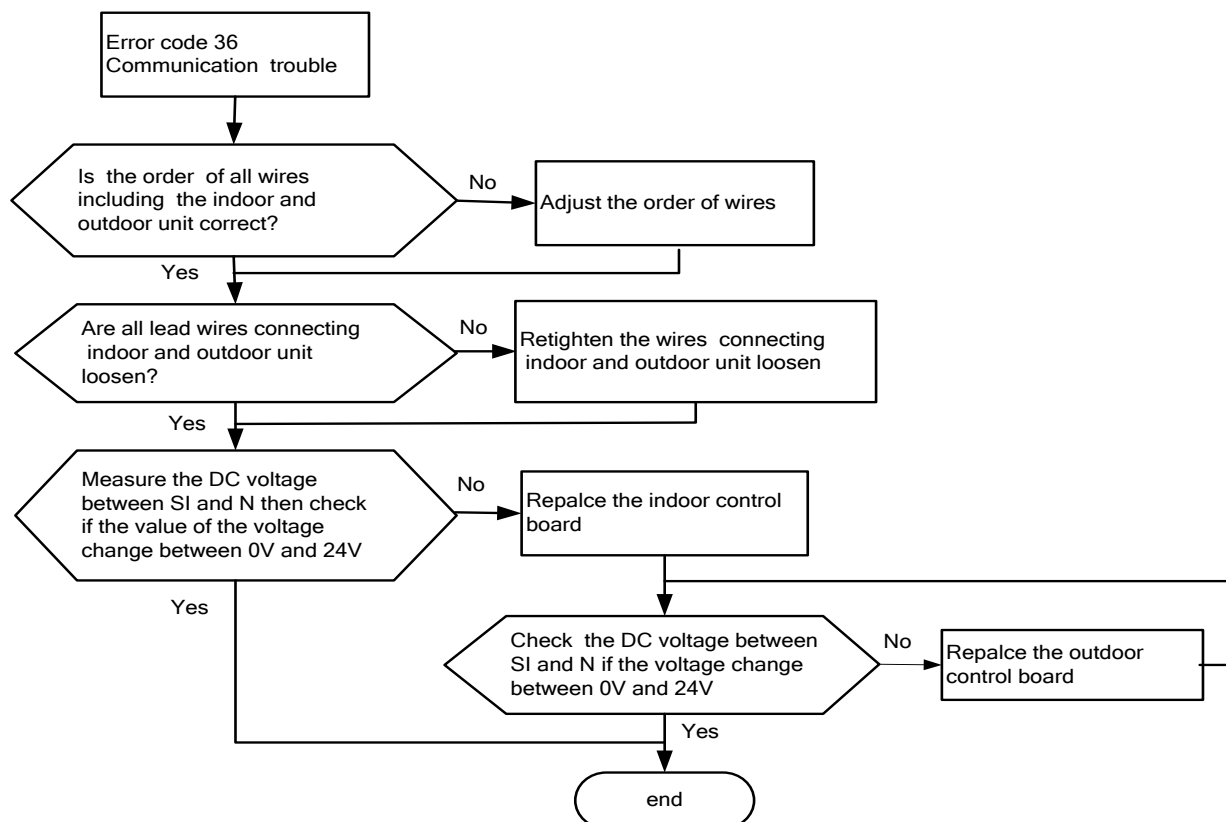 Error code 36
Communication trouble
Is the order of all wires
including the indoor and
outdoor unit correct?
No
Adjust the order of wires
Yes
Are all lead wires connecting
indoor and outdoor unit
loosen?
No
Retighten the wires connecting
indoor and outdoor unit loosen
Yes
Measure the DC voltage
between SI and N then check
if the value of the voltage
change between 0V and 24V
No
Repalce the indoor control
board
Yes
Check the DC voltage between
SI and N if the voltage change
between 0V and 24V
No
Repalce the outdoor
control board
Yes
end